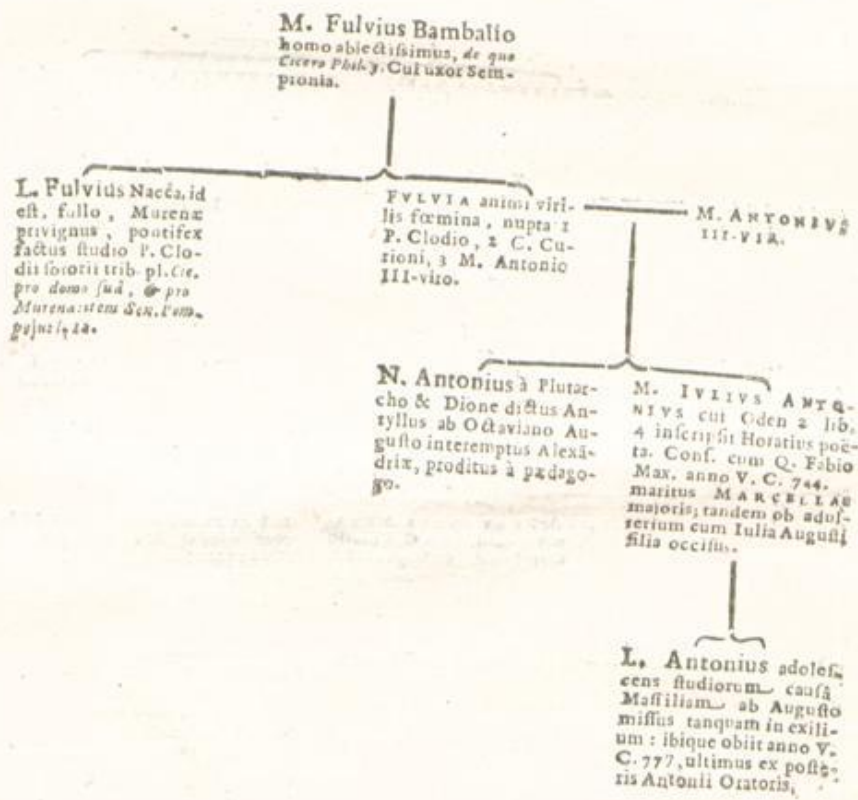 M. Fulvius Bambalio
homo abiectissimus, de quo
Cicero Phil. 3. Cui uxor Sem-
pronia.
L. Fulvius Nacca, id
est, fullo, Murenæ
privignus, pontifex
factus studio P. Clo-
dii sororii trib. pl. Cic.
pro domo suâ, & pro
Murena: item Sex. Pom-
FVLVIA animi viri-
lis fœmina, nupta 1
P. Clodio, 2 C. Cu-
rioni, 3 M. Antonio
III-viro.
M. ANTONIVS
III-VIR.
N. Antonius à Plutar-
cho & Dione dictus An-
tyllus ab Octaviano Au-
gusto interemptus Alexã-
driæ, proditus à pædago-
go.
M. IVLIVS ANTO-
NIVS cui Oden 2 lib.
4 inscripsit Horatius poë-
ta. Cons. cum Q. Fabio
Max. anno V. C. 744.
maritus MARCELLAE
majoris; tandem ob adul-
terium cum Iulia Augusti
filia occisus.
L. Antonius adoles-
cens studiorum causâ
Massiliam ab Augusto
missus tanquam in exili-
um : ibique obiit anno V.
C. 777, ultimus ex poste-
ris Antonii Oratoris.